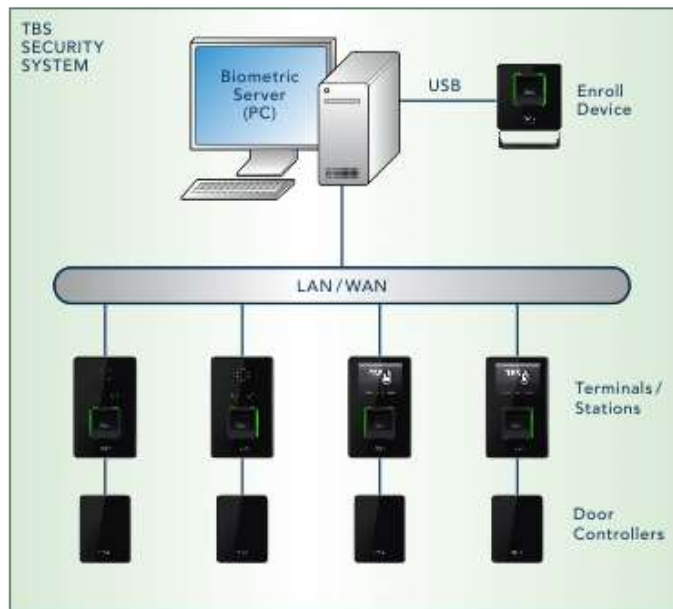 TBS
SECURITY
SYSTEM
Biometric
Server
(PC)
USB
Enroll
Device
LAN / WAN
Terminals /
Stations
Door
Controllers